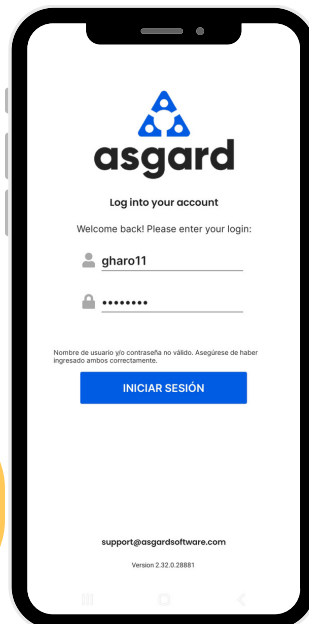 asgard
Log into your account
Welcome back! Please enter your login:
gharo11
••••••••
Nombre de usuario y/o contraseña no válido. Asegúrese de haber
ingresado ambos correctamente.
INICIAR SESIÓN
support@asgardsoftware.com
Version 2.32.0.28881